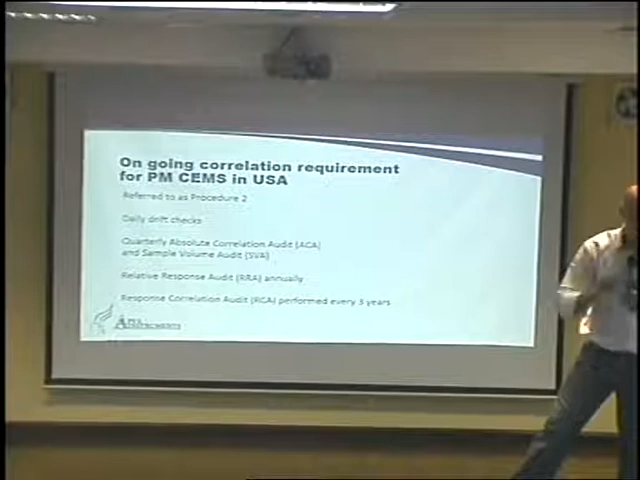 On going correlation requirement
for PM CEMS in USA
Referred to as Procedure 2
Daily drift checks
Quarterly Absolute Correlation Audit (ACA)
and Sample Volume Audit (SVA)
Relative Response Audit (RRA) annually
Response Correlation Audit (RCA) performed every 3 years